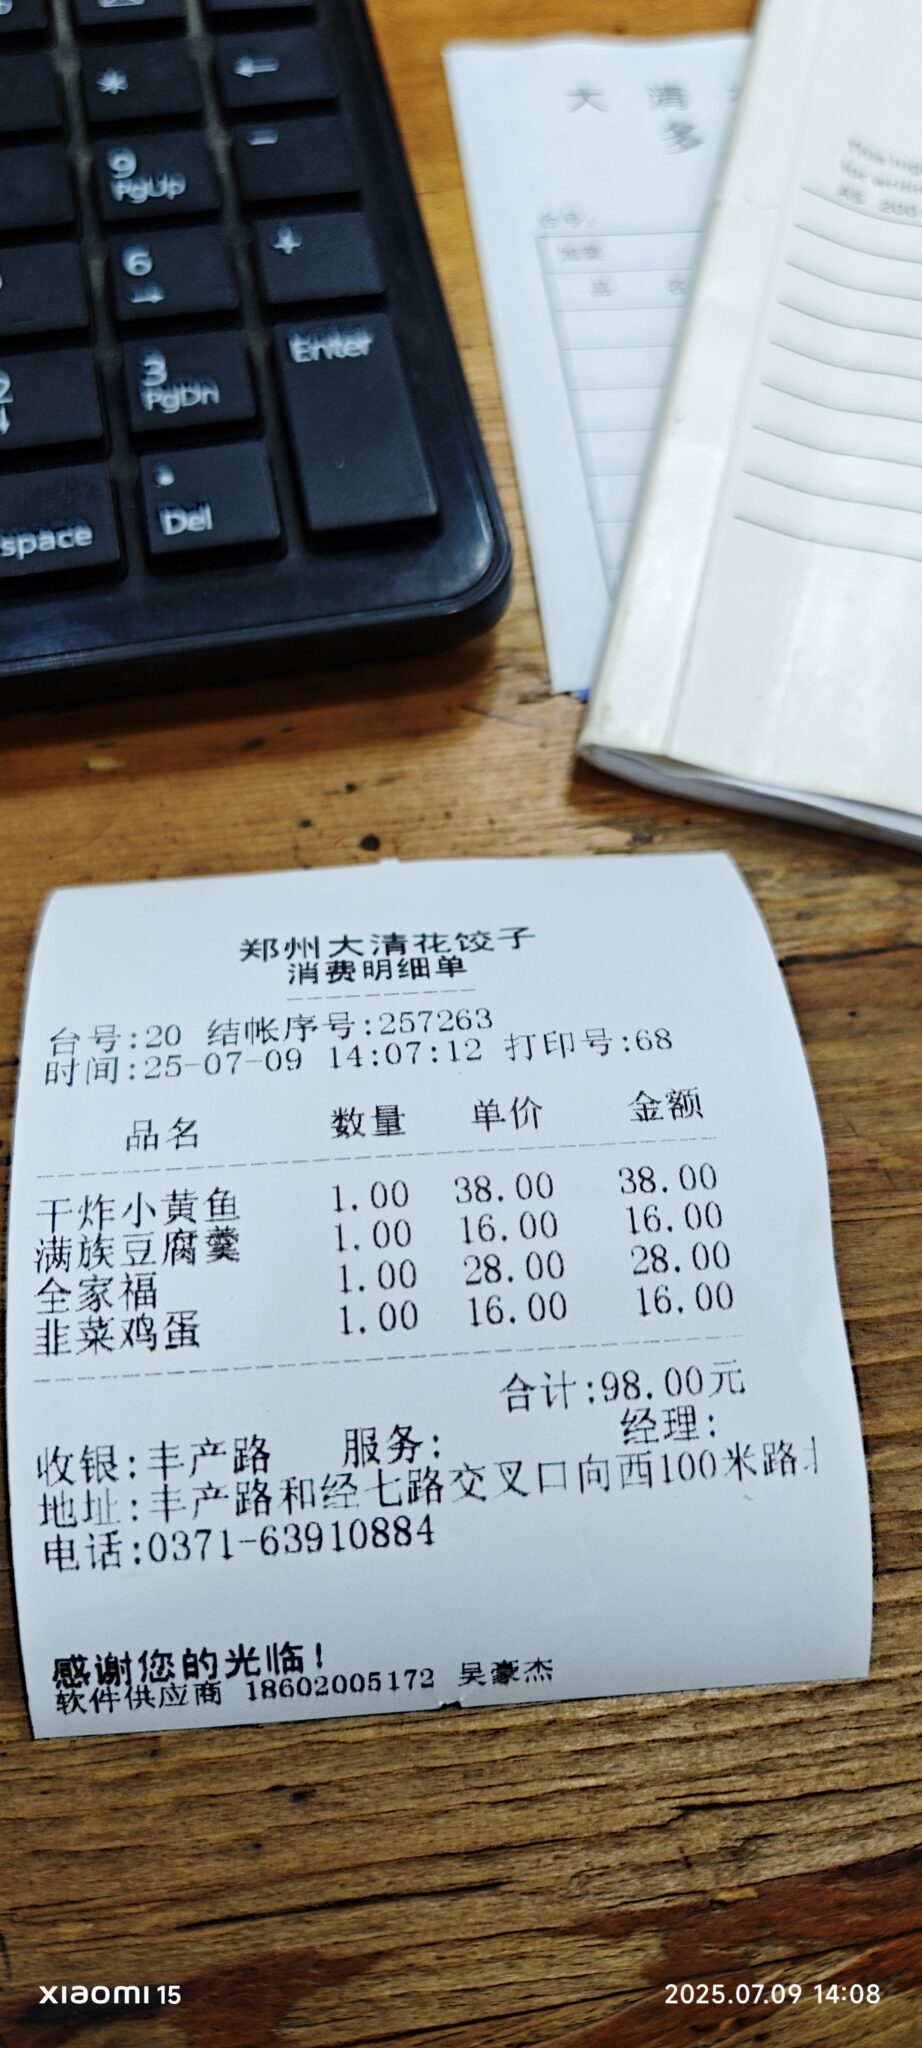 *
←
9
PgUp
-
6
→
+
3
PgDn
Enter
2
↓
.
Del
space
大 清
多
郑州大清花饺子
消费明细单
台号:20 结帐序号:257263
时间:25-07-09 14:07:12 打印号:68
品名 数量 单价 金额
干炸小黄鱼 1.00 38.00 38.00
满族豆腐羹 1.00 16.00 16.00
全家福 1.00 28.00 28.00
韭菜鸡蛋 1.00 16.00 16.00
合计:98.00元
收银:丰产路 服务: 经理:
地址:丰产路和经七路交叉口向西100米路
电话:0371-63910884
感谢您的光临!
软件供应商 18602005172 吴豪杰
xiaomi 15
2025.07.09 14:08